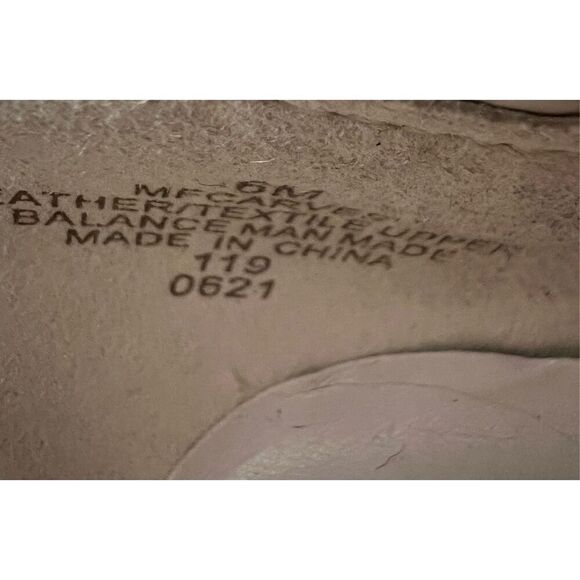 6M
EATHER/TEXTILE UPPER
BALANCE MAN MADE
MADE IN CHINA
119
0621